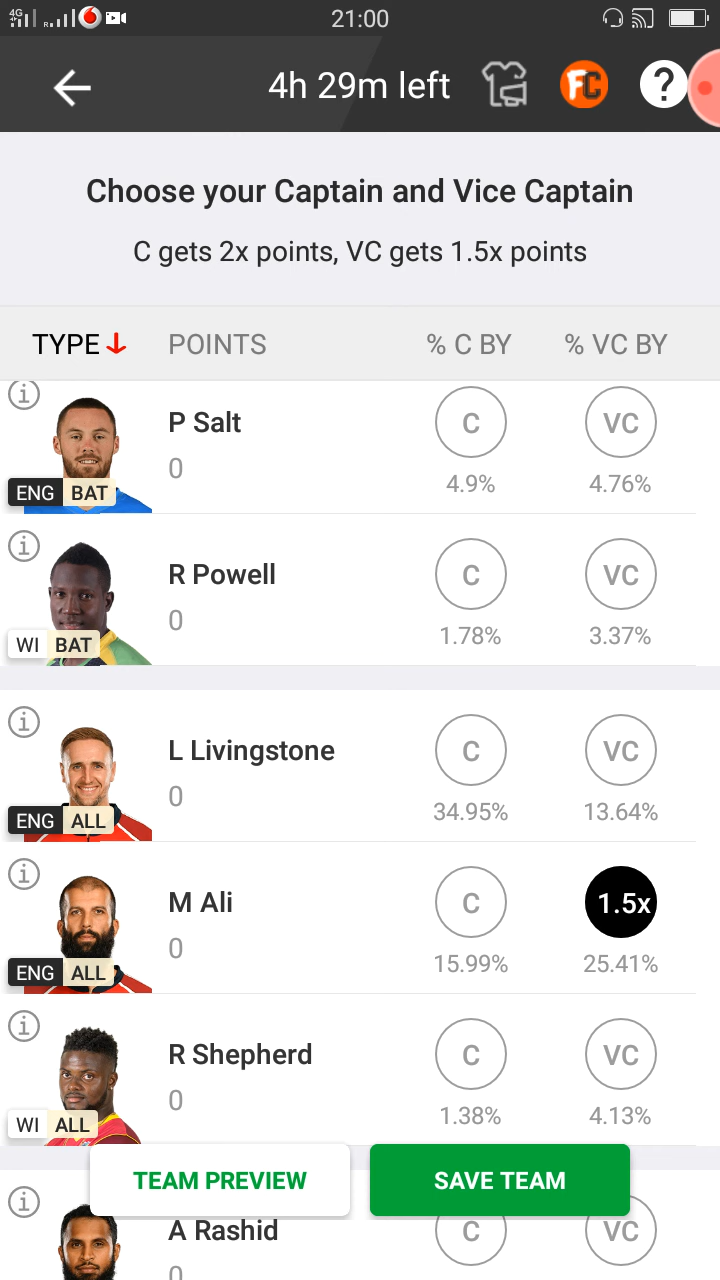 4G R 21:00
4h 29m left FC ?
Choose your Captain and Vice Captain
C gets 2x points, VC gets 1.5x points
TYPE POINTS % C BY % VC BY
i
P Salt C VC
0
4.9% 4.76%
ENG BAT
i
R Powell C VC
0
1.78% 3.37%
WI BAT
i
L Livingstone C VC
0
34.95% 13.64%
ENG ALL
i
M Ali C 1.5x
0
15.99% 25.41%
ENG ALL
i
R Shepherd C VC
0
1.38% 4.13%
WI ALL
TEAM PREVIEW SAVE TEAM
i
A Rashid C VC
0